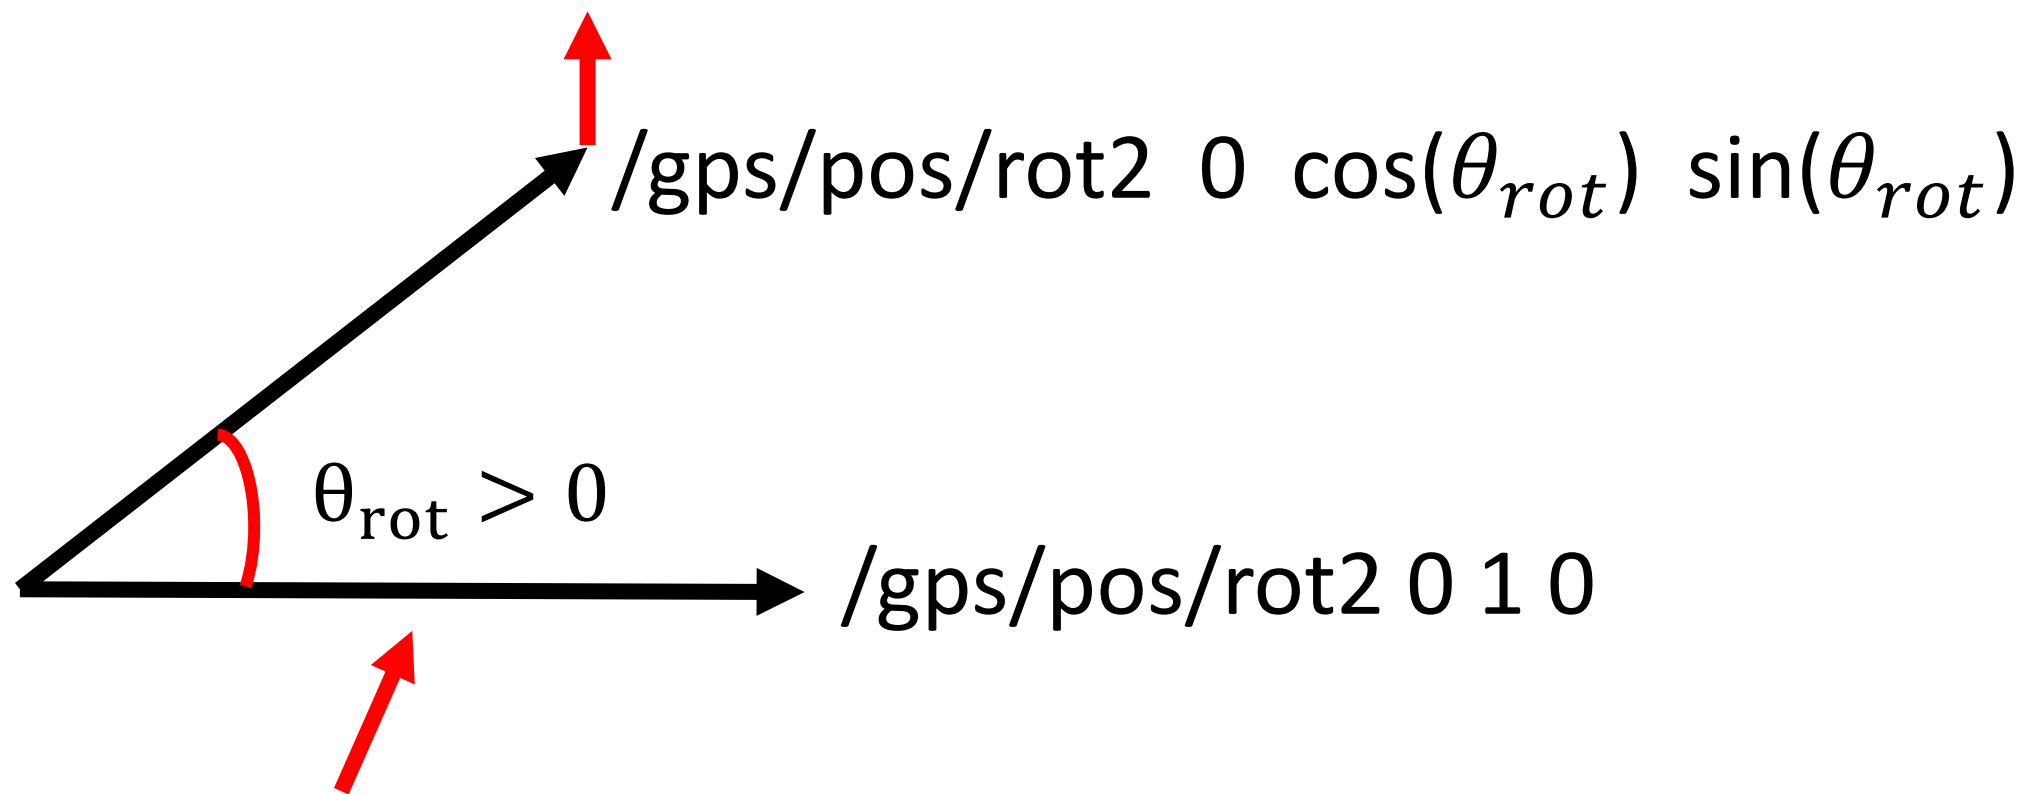 /gps/pos/rot2 0 cos(θrot) sin(θrot)
θrot > 0
/gps/pos/rot2 0 1 0